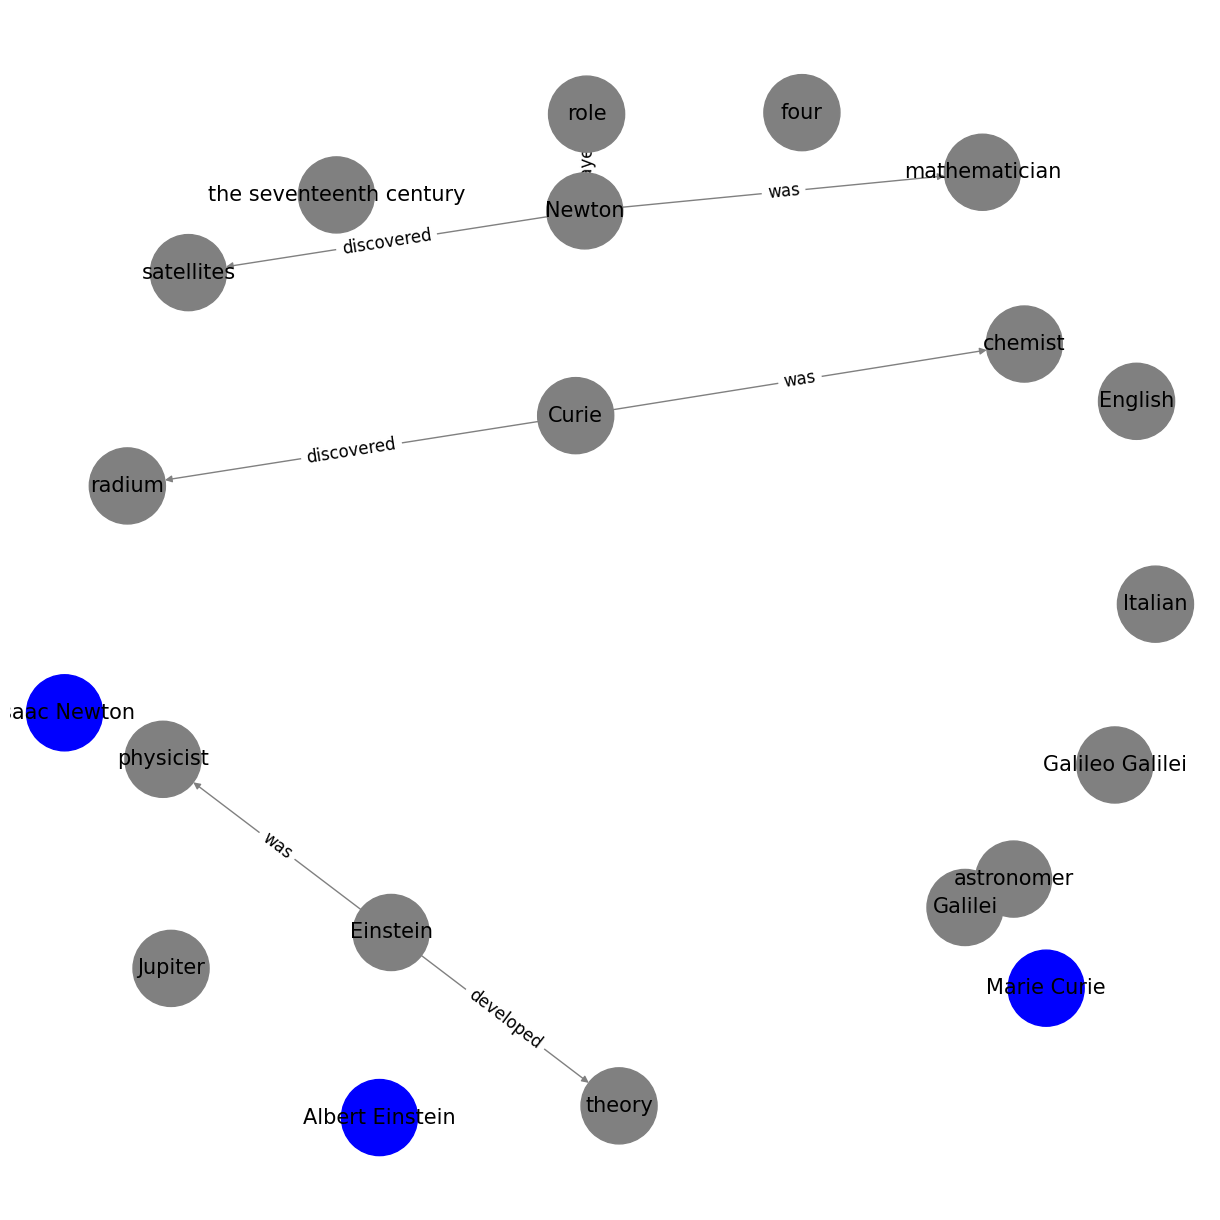 role
four
mathematician
the seventeenth century
was
Newton
discovered
satellites
chemist
was
English
Curie
discovered
radium
Italian
saac Newton
physicist
Galileo Galilei
was
astronomer
Galilei
Einstein
Jupiter
Marie Curie
developed
theory
Albert Einstein